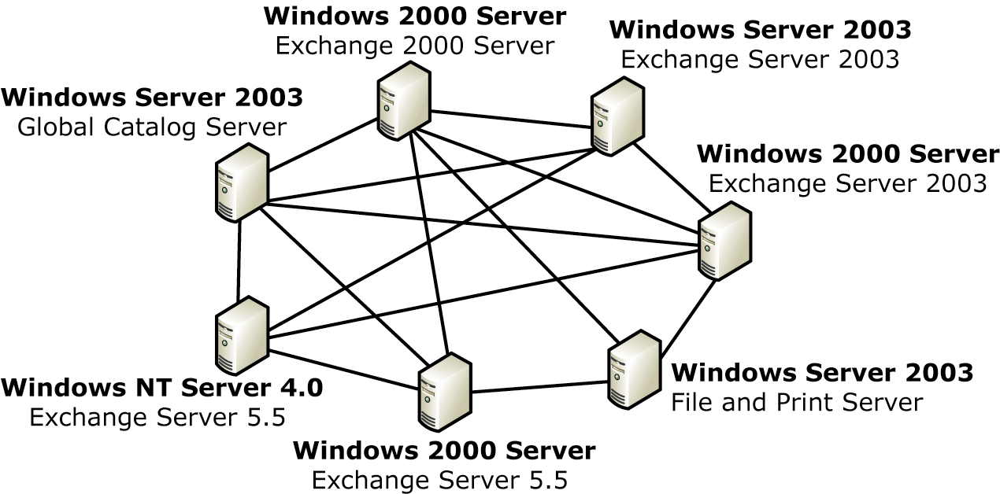 Windows 2000 Server
Exchange 2000 Server
Windows Server 2003
Exchange Server 2003
Windows Server 2003
Global Catalog Server
Windows 2000 Server
Exchange Server 2003
Windows Server 2003
File and Print Server
Windows NT Server 4.0
Exchange Server 5.5
Windows 2000 Server
Exchange Server 5.5